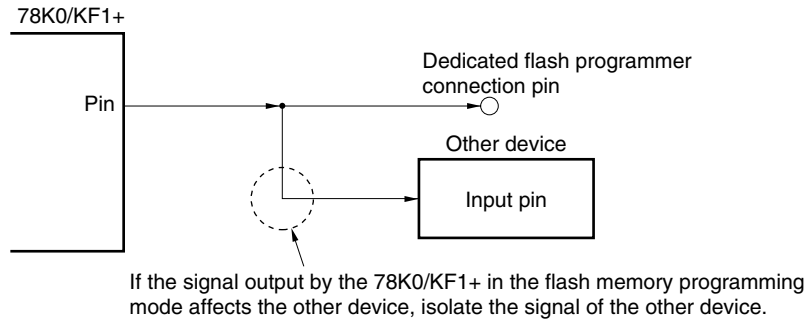 78K0/KF1+
Pin
Dedicated flash programmer
connection pin
Other device
Input pin
If the signal output by the 78K0/KF1+ in the flash memory programming
mode affects the other device, isolate the signal of the other device.